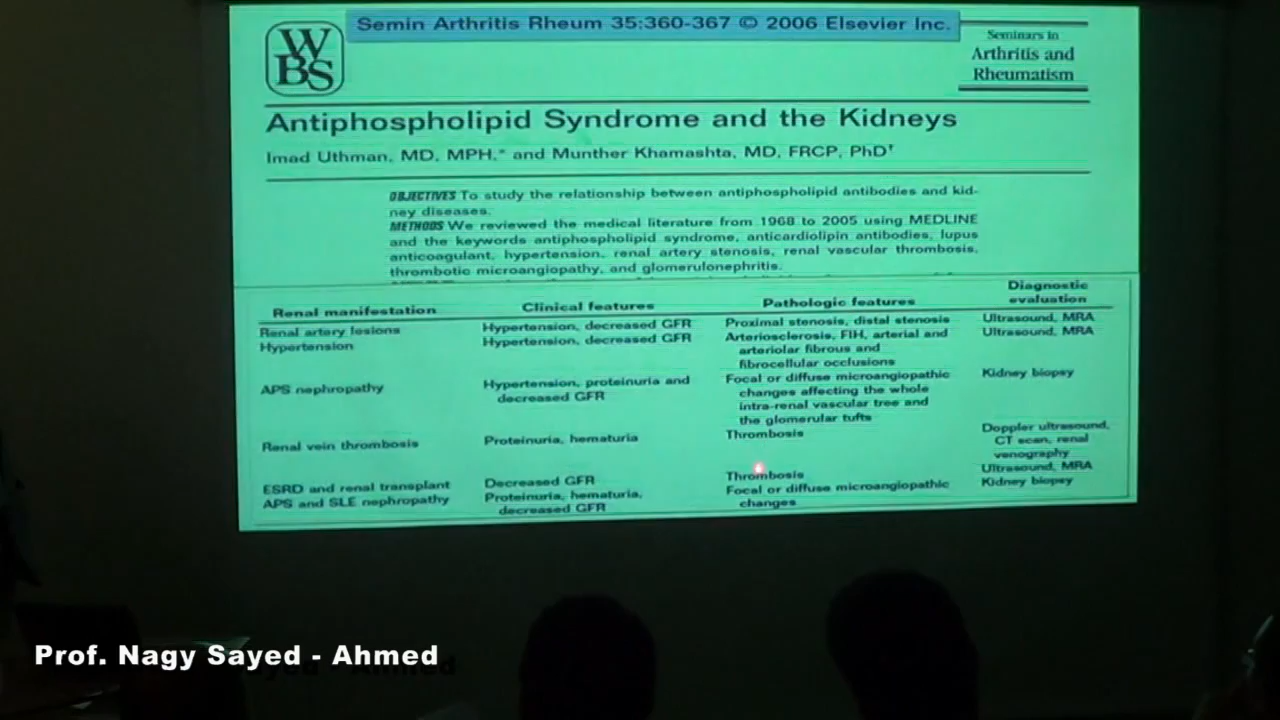 Semin Arthritis Rheum 35:360-367 © 2006 Elsevier Inc.
WBS
Seminars in
Arthritis and
Rheumatism
Antiphospholipid Syndrome and the Kidneys
Imad Uthman, MD, MPH,* and Munther Khamashta, MD, FRCP, PhD†
OBJECTIVES To study the relationship between antiphospholipid antibodies and kid-
ney diseases.
METHODS We reviewed the medical literature from 1968 to 2005 using MEDLINE
and the keywords antiphospholipid syndrome, anticardiolipin antibodies, lupus
anticoagulant, hypertension, renal artery stenosis, renal vascular thrombosis,
thrombotic microangiopathy, and glomerulonephritis.
Renal manifestation Clinical features Pathologic features Diagnostic
evaluation
Renal artery lesions Hypertension, decreased GFR Proximal stenosis, distal stenosis Ultrasound, MRA
Hypertension Hypertension, decreased GFR Arteriosclerosis, FIH, arterial and Ultrasound, MRA
arteriolar fibrous and
fibrocellular occlusions
APS nephropathy Hypertension, proteinuria and Focal or diffuse microangiopathic Kidney biopsy
decreased GFR changes affecting the whole
intra-renal vascular tree and
the glomerular tufts
Renal vein thrombosis Proteinuria, hematuria Thrombosis Doppler ultrasound,
CT scan, renal
venography
ESRD and renal transplant Decreased GFR Thrombosis Ultrasound, MRA
APS and SLE nephropathy Proteinuria, hematuria, Focal or diffuse microangiopathic Kidney biopsy
decreased GFR changes
Prof. Nagy Sayed - Ahmed